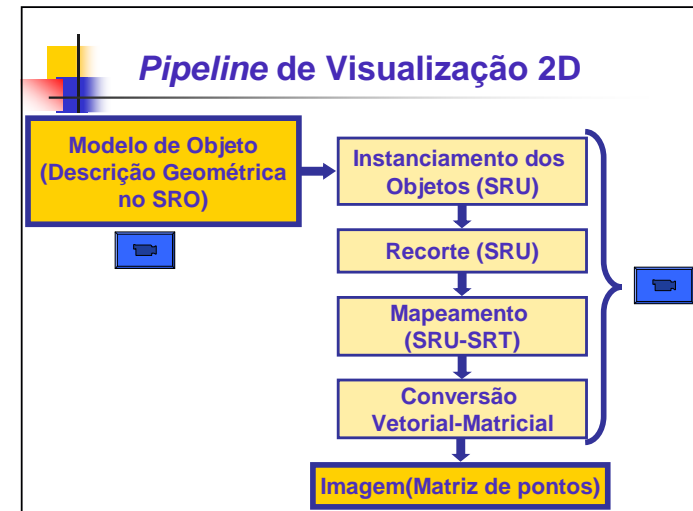 Pipeline de Visualização 2D
Modelo de Objeto
(Descrição Geométrica
no SRO)
Instanciamento dos
Objetos (SRU)
Recorte (SRU)
Mapeamento
(SRU-SRT)
Conversão
Vetorial-Matricial
Imagem(Matriz de pontos)